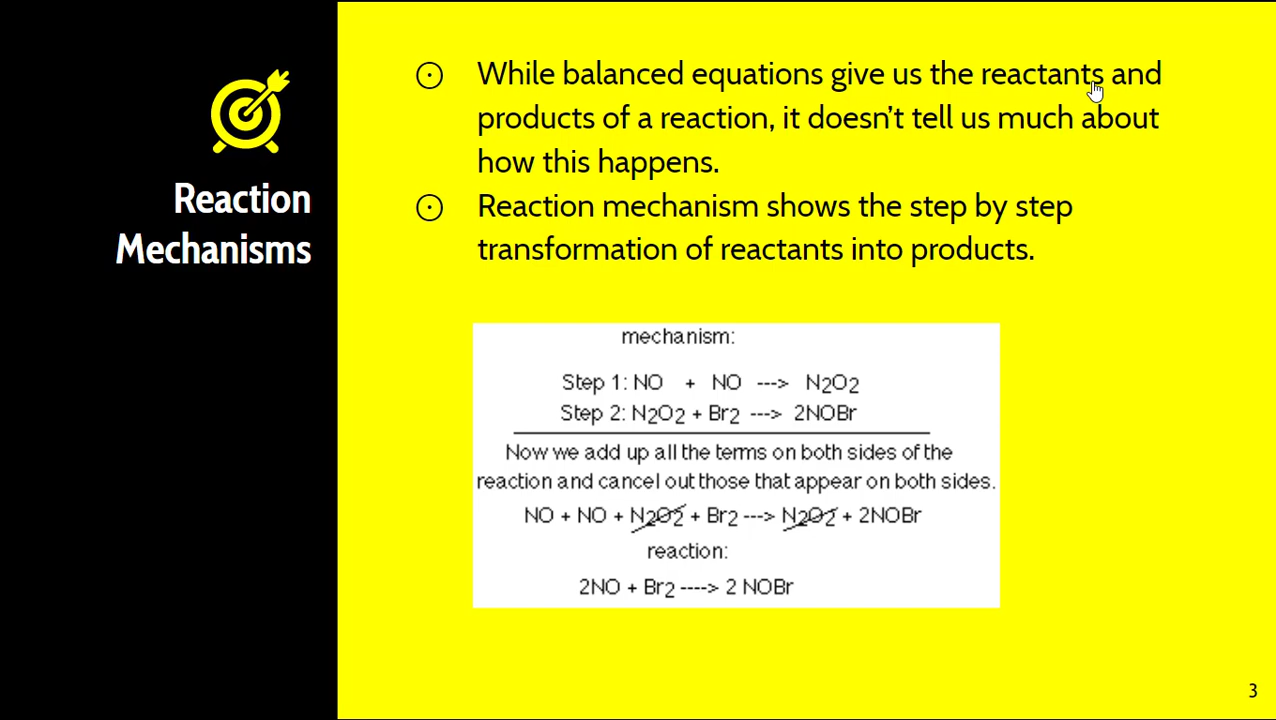 Reaction
Mechanisms
⊙ While balanced equations give us the reactants and
products of a reaction, it doesn’t tell us much about
how this happens.
⊙ Reaction mechanism shows the step by step
transformation of reactants into products.
mechanism:
Step 1: NO + NO ---> N2O2
Step 2: N2O2 + Br2 ---> 2NOBr
Now we add up all the terms on both sides of the
reaction and cancel out those that appear on both sides.
NO + NO + N2O2 + Br2 ---> N2O2 + 2NOBr
reaction:
2NO + Br2 ----> 2 NOBr
3